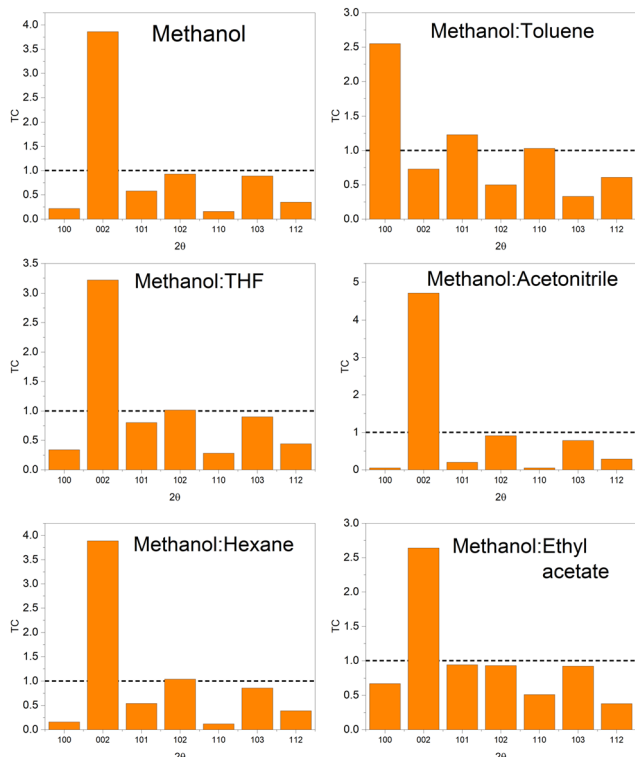 Methanol
4.0
3.5
3.0
2.5
2.0
1.5
1.0
0.5
0.0
TC
100 002 101 102 110 103 112
2θ
Methanol:Toluene
3.0
2.5
2.0
1.5
1.0
0.5
0.0
TC
100 002 101 102 110 103 112
2θ
Methanol:THF
3.5
3.0
2.5
2.0
1.5
1.0
0.5
0.0
TC
100 002 101 102 110 103 112
2θ
Methanol:Acetonitrile
5
4
3
2
1
0
TC
100 002 101 102 110 103 112
2θ
Methanol:Hexane
4.0
3.5
3.0
2.5
2.0
1.5
1.0
0.5
0.0
TC
100 002 101 102 110 103 112
2θ
Methanol:Ethyl
acetate
3.0
2.5
2.0
1.5
1.0
0.5
0.0
TC
100 002 101 102 110 103 112
2θ